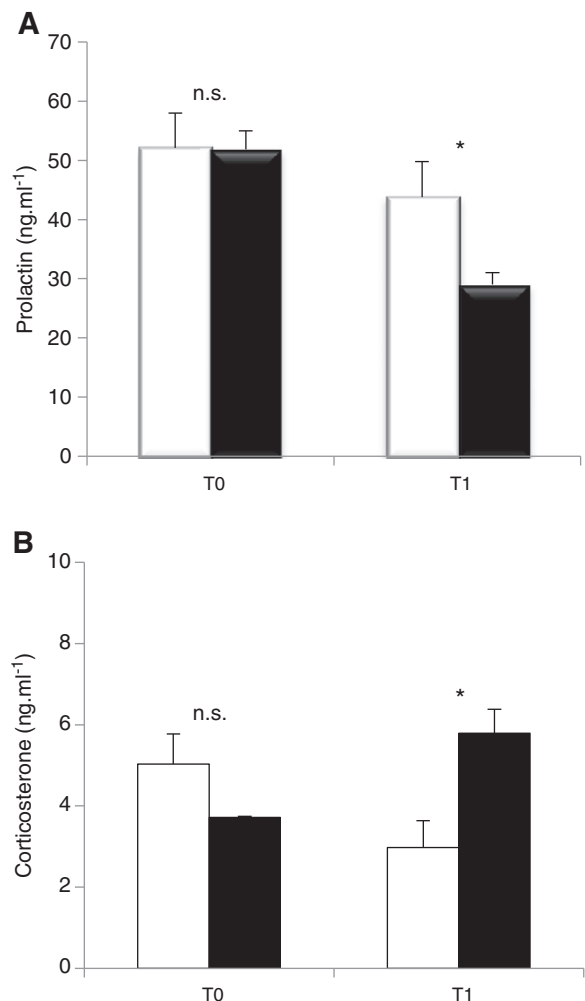 A
70
60
50
40
30
20
10
0
Prolactin (ng.ml-1)
n.s.
*
T0 T1
B
10
8
6
4
2
0
Corticosterone (ng.ml-1)
n.s.
*
T0 T1